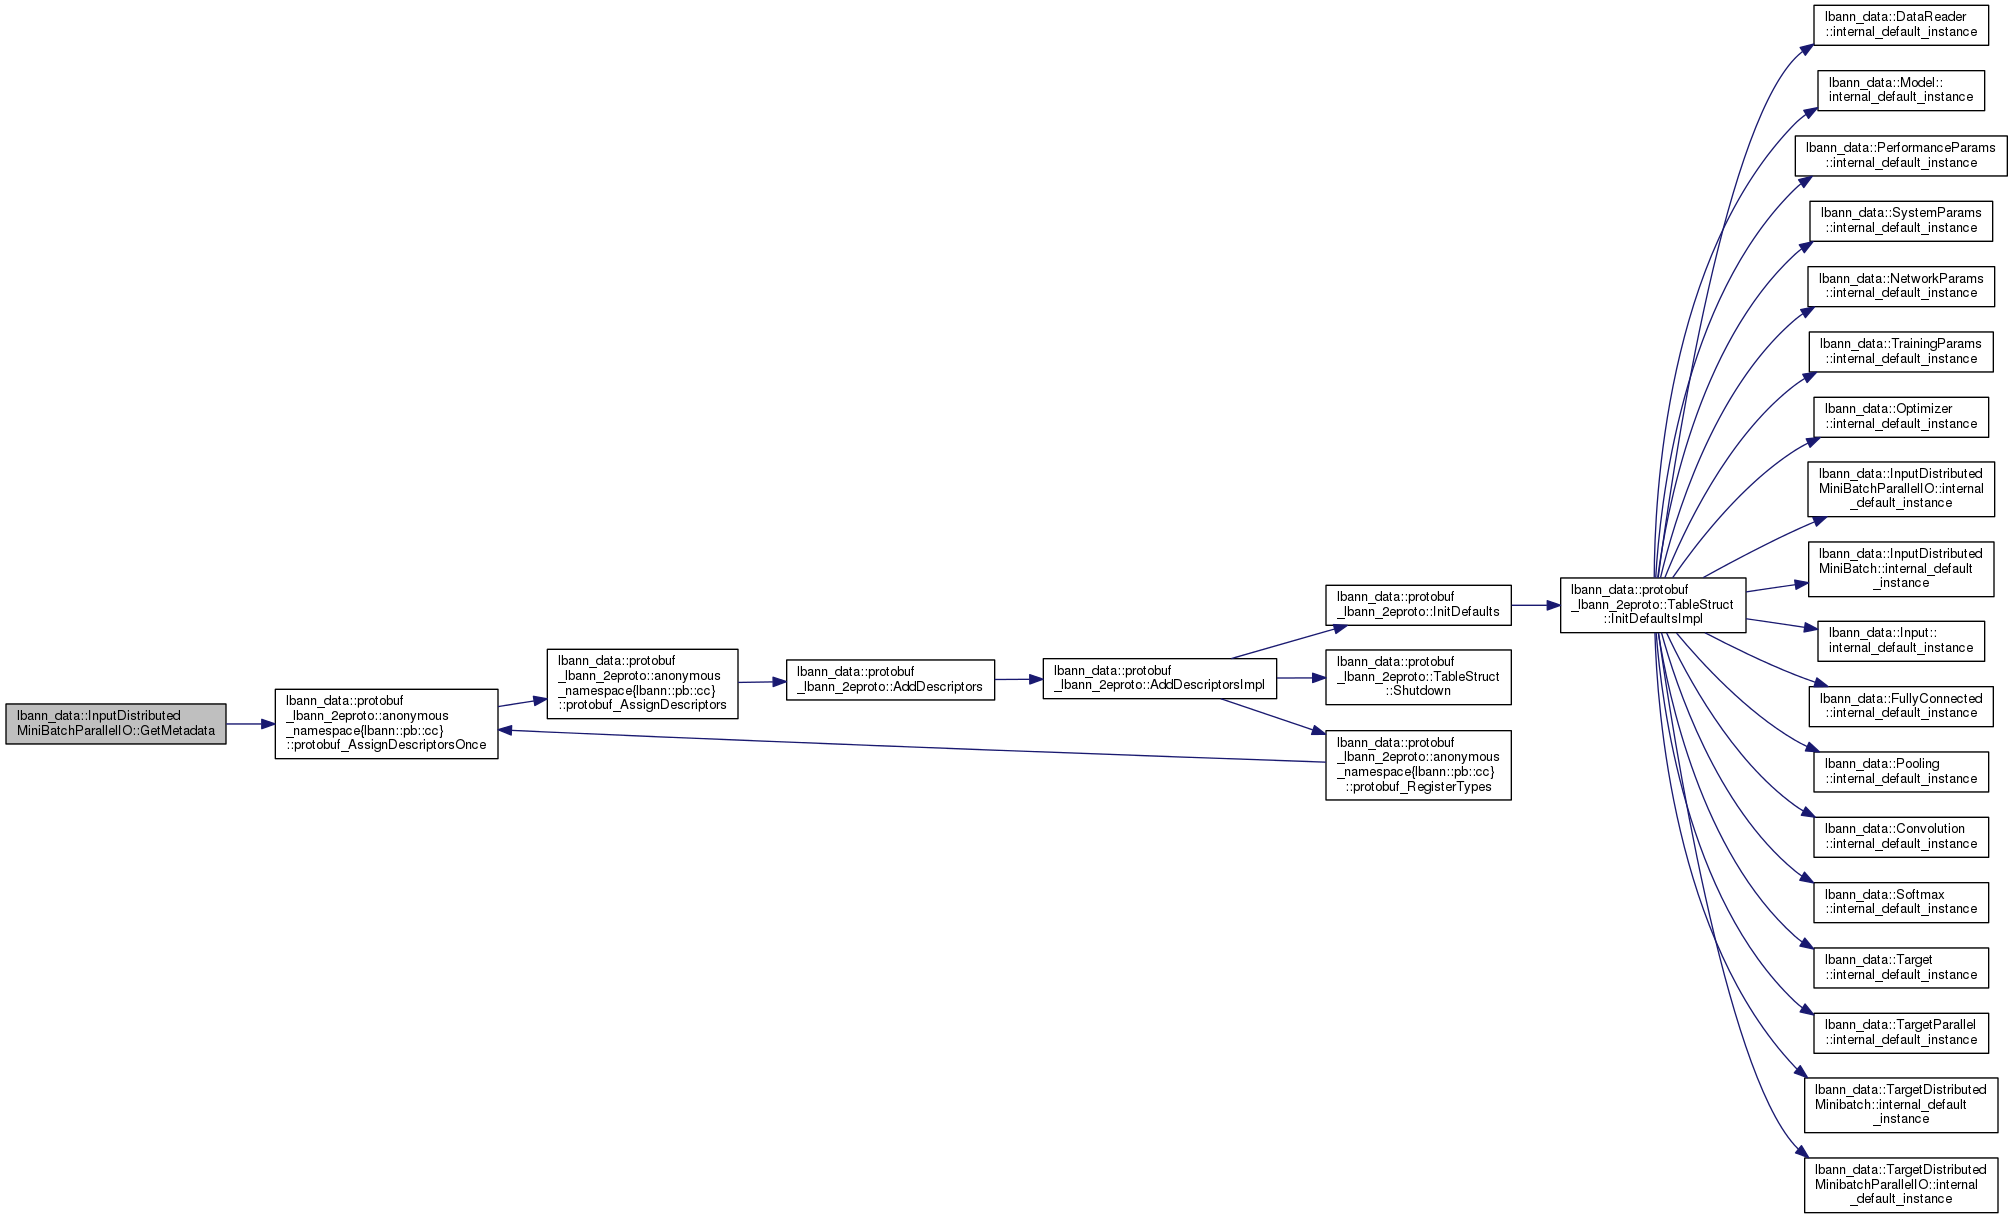 lbann_data::InputDistributed
MiniBatchParallelIO::GetMetadata
lbann_data::protobuf
_lbann_2eproto::anonymous
_namespace{lbann::pb::cc}
::protobuf_AssignDescriptorsOnce
lbann_data::protobuf
_lbann_2eproto::anonymous
_namespace{lbann::pb::cc}
::protobuf_AssignDescriptors
lbann_data::protobuf
_lbann_2eproto::AddDescriptors
lbann_data::protobuf
_lbann_2eproto::AddDescriptorsImpl
lbann_data::protobuf
_lbann_2eproto::InitDefaults
lbann_data::protobuf
_lbann_2eproto::TableStruct
::Shutdown
lbann_data::protobuf
_lbann_2eproto::anonymous
_namespace{lbann::pb::cc}
::protobuf_RegisterTypes
lbann_data::protobuf
_lbann_2eproto::TableStruct
::InitDefaultsImpl
lbann_data::DataReader
::internal_default_instance
lbann_data::Model::
internal_default_instance
lbann_data::PerformanceParams
::internal_default_instance
lbann_data::SystemParams
::internal_default_instance
lbann_data::NetworkParams
::internal_default_instance
lbann_data::TrainingParams
::internal_default_instance
lbann_data::Optimizer
::internal_default_instance
lbann_data::InputDistributed
MiniBatchParallelIO::internal
_default_instance
lbann_data::InputDistributed
MiniBatch::internal_default
_instance
lbann_data::Input::
internal_default_instance
lbann_data::FullyConnected
::internal_default_instance
lbann_data::Pooling
::internal_default_instance
lbann_data::Convolution
::internal_default_instance
lbann_data::Softmax
::internal_default_instance
lbann_data::Target
::internal_default_instance
lbann_data::TargetParallel
::internal_default_instance
lbann_data::TargetDistributed
Minibatch::internal_default
_instance
lbann_data::TargetDistributed
MinibatchParallelIO::internal
_default_instance